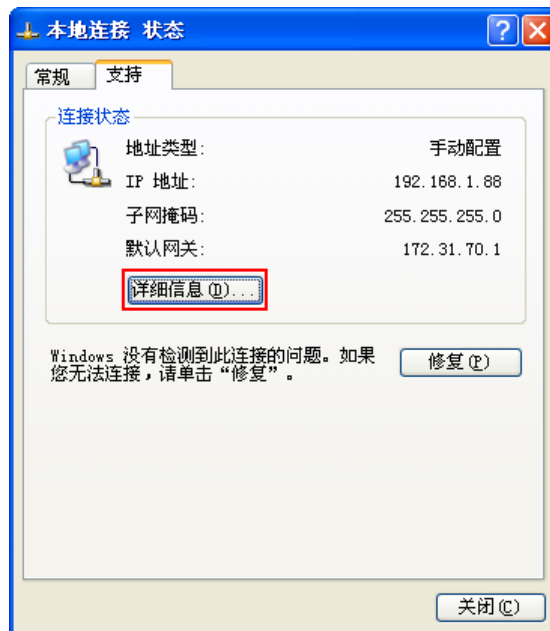 本地连接 状态
常规
支持
连接状态
地址类型:
手动配置
IP 地址:
192.168.1.88
子网掩码:
255.255.255.0
默认网关:
172.31.70.1
详细信息(D)...
Windows 没有检测到此连接的问题。如果
您无法连接，请单击“修复”。
修复(P)
关闭(C)